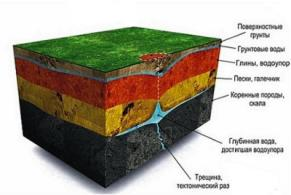 Поверхностные
грунты
Грунтовые воды
Глины, водоупор
Пески, галечник
Коренные породы,
скала
Глубинная вода,
достигшая водоупора
Трещина,
тектонический раз